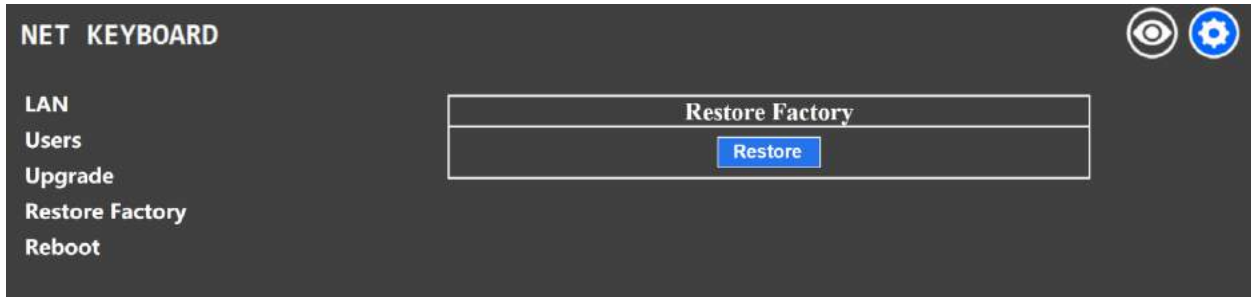 NET KEYBOARD
LAN
Users
Upgrade
Restore Factory
Reboot
Restore Factory
Restore